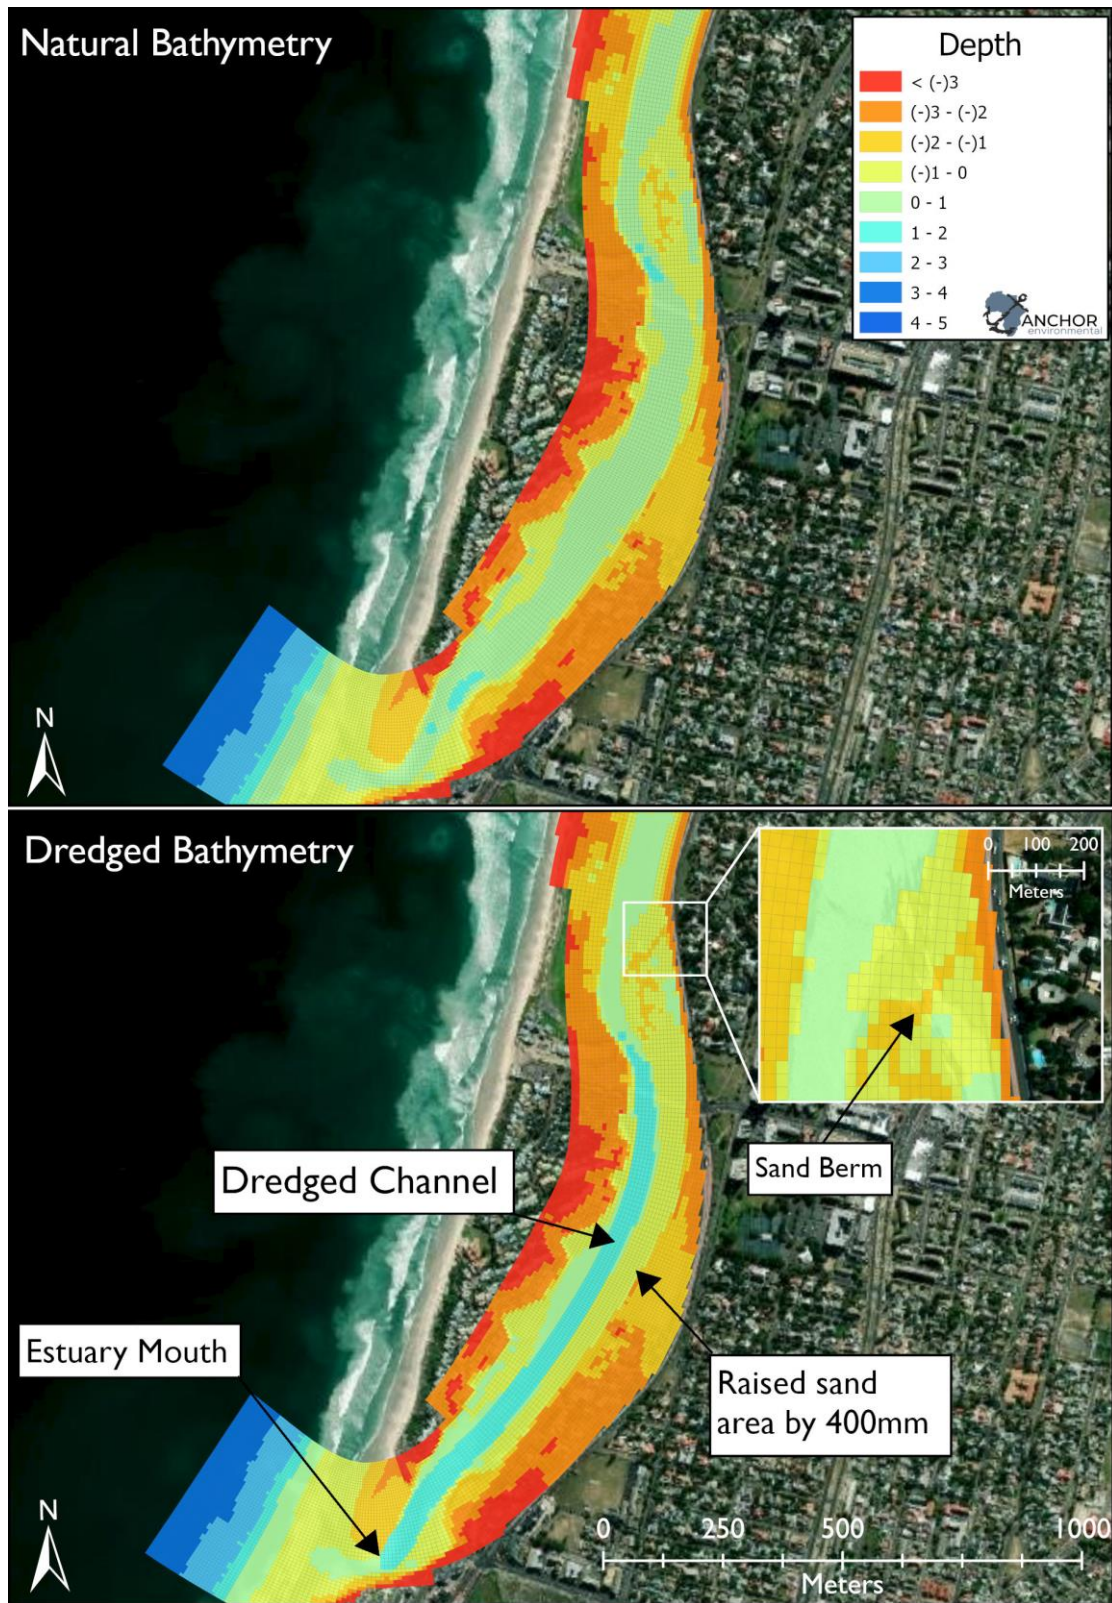 Natural Bathymetry
Depth
< (-)3
(-)3 - (-)2
(-)2 - (-)1
(-)1 - 0
0 - 1
1 - 2
2 - 3
3 - 4
4 - 5
ANCHOR
environmental
N
Dredged Bathymetry
0 100 200
Meters
Sand Berm
Dredged Channel
Estuary Mouth
Raised sand
area by 400mm
N
0 250 500 1000
Meters